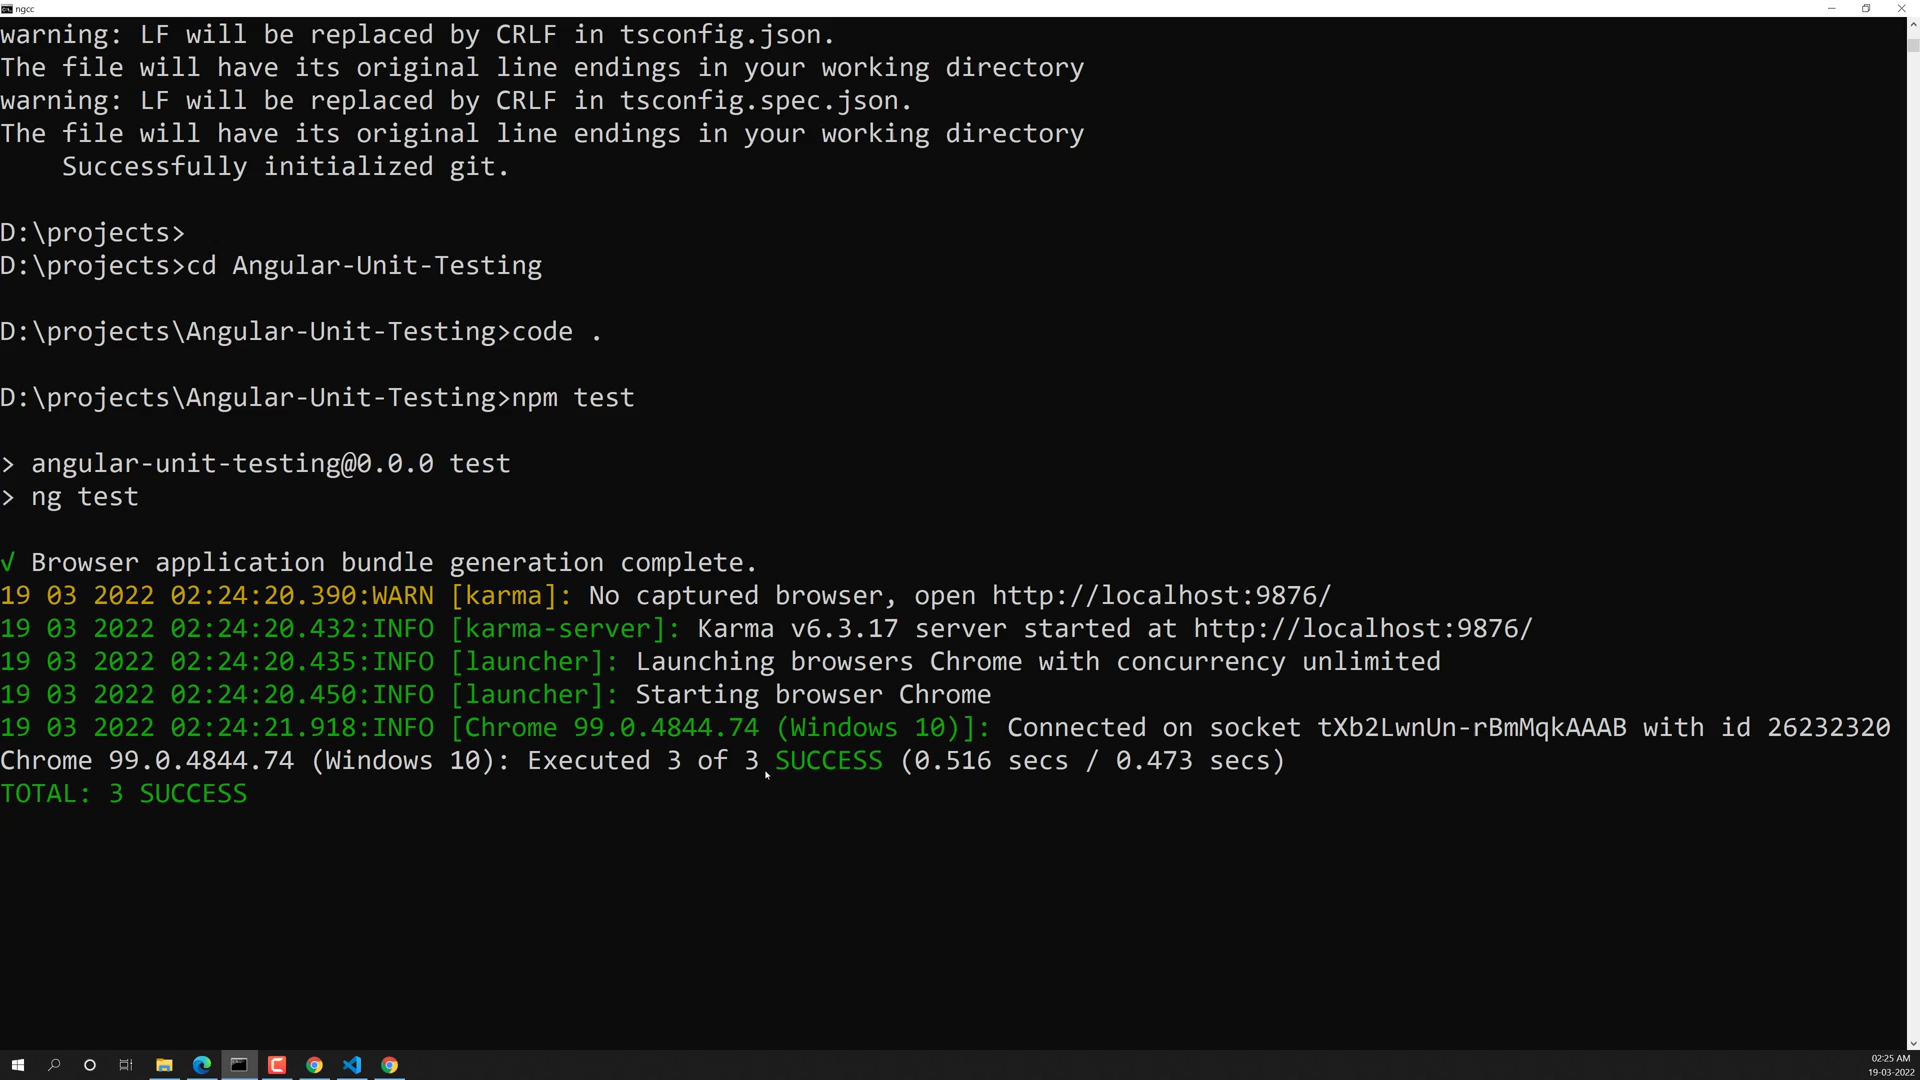 ngcc
warning: LF will be replaced by CRLF in tsconfig.json.
The file will have its original line endings in your working directory
warning: LF will be replaced by CRLF in tsconfig.spec.json.
The file will have its original line endings in your working directory
    Successfully initialized git.
D:\projects>
D:\projects>cd Angular-Unit-Testing
D:\projects\Angular-Unit-Testing>code .
D:\projects\Angular-Unit-Testing>npm test
> angular-unit-testing@0.0.0 test
> ng test
√ Browser application bundle generation complete.
19 03 2022 02:24:20.390:WARN [karma]: No captured browser, open http://localhost:9876/
19 03 2022 02:24:20.432:INFO [karma-server]: Karma v6.3.17 server started at http://localhost:9876/
19 03 2022 02:24:20.435:INFO [launcher]: Launching browsers Chrome with concurrency unlimited
19 03 2022 02:24:20.450:INFO [launcher]: Starting browser Chrome
19 03 2022 02:24:21.918:INFO [Chrome 99.0.4844.74 (Windows 10)]: Connected on socket tXb2LwnUn-rBmMqkAAAB with id 26232320
Chrome 99.0.4844.74 (Windows 10): Executed 3 of 3 SUCCESS (0.516 secs / 0.473 secs)
TOTAL: 3 SUCCESS
02:25 AM
19-03-2022